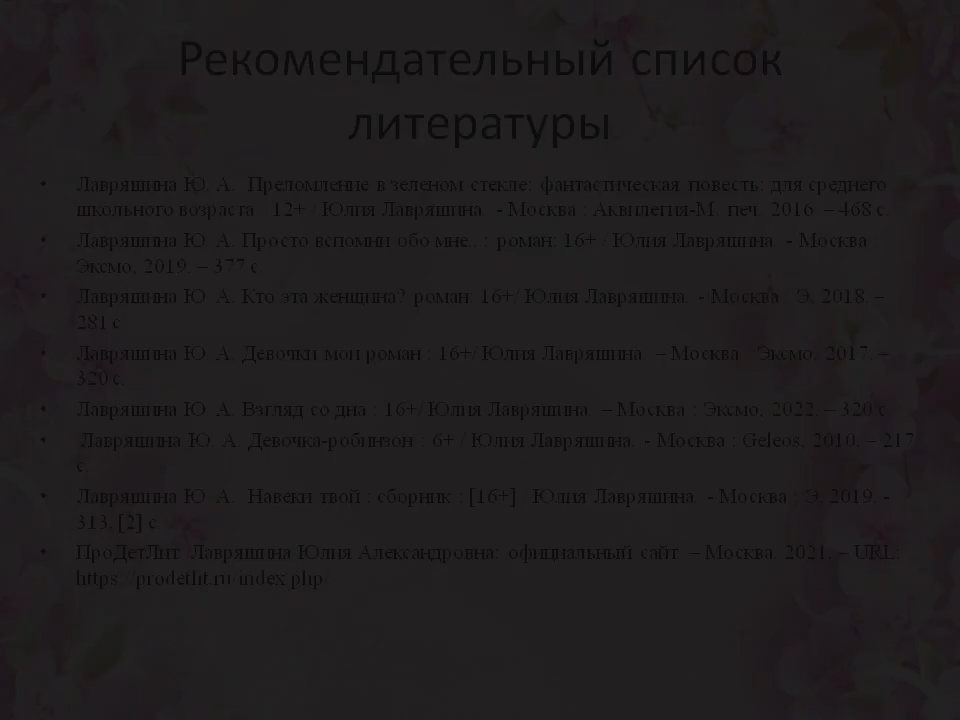 Рекомендательный список
литературы
• Лавряшина Ю. А. Преломление в зеленом стекле: фантастическая повесть: для среднего
школьного возраста : 12+ / Юлия Лавряшина. - Москва : Аквилегия-М, печ. 2016. – 468 с.
• Лавряшина Ю. А. Просто вспомни обо мне.. : роман: 16+ / Юлия Лавряшина. - Москва :
Эксмо, 2019. – 377 с.
• Лавряшина Ю. А. Кто эта женщина? роман: 16+/ Юлия Лавряшина. - Москва : Э, 2018. –
281 с.
• Лавряшина Ю. А. Девочки мои роман : 16+/ Юлия Лавряшина. – Москва : Эксмо, 2017. –
320 с.
• Лавряшина Ю. А. Взгляд со дна : 16+/ Юлия Лавряшина. – Москва : Эксмо, 2022. – 320 с.
• Лавряшина Ю. А. Девочка-робинзон : 6+ / Юлия Лавряшина. - Москва : Geleos, 2010. – 217
с.
• Лавряшина Ю. А. Навеки твой : сборник : [16+] / Юлия Лавряшина. - Москва : Э, 2019. -
313, [2] с.
• ПроДетЛит. Лавряшина Юлия Александровна: официальный сайт. – Москва. 2021. – URL:
https://prodetlit.ru/index.php/